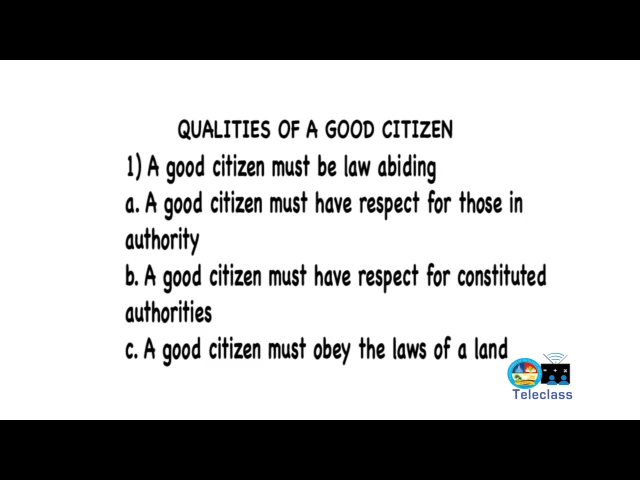 QUALITIES OF A GOOD CITIZEN
1) A good citizen must be law abiding
a. A good citizen must have respect for those in
authority
b. A good citizen must have respect for constituted
authorities
c. A good citizen must obey the laws of a land
Teleclass